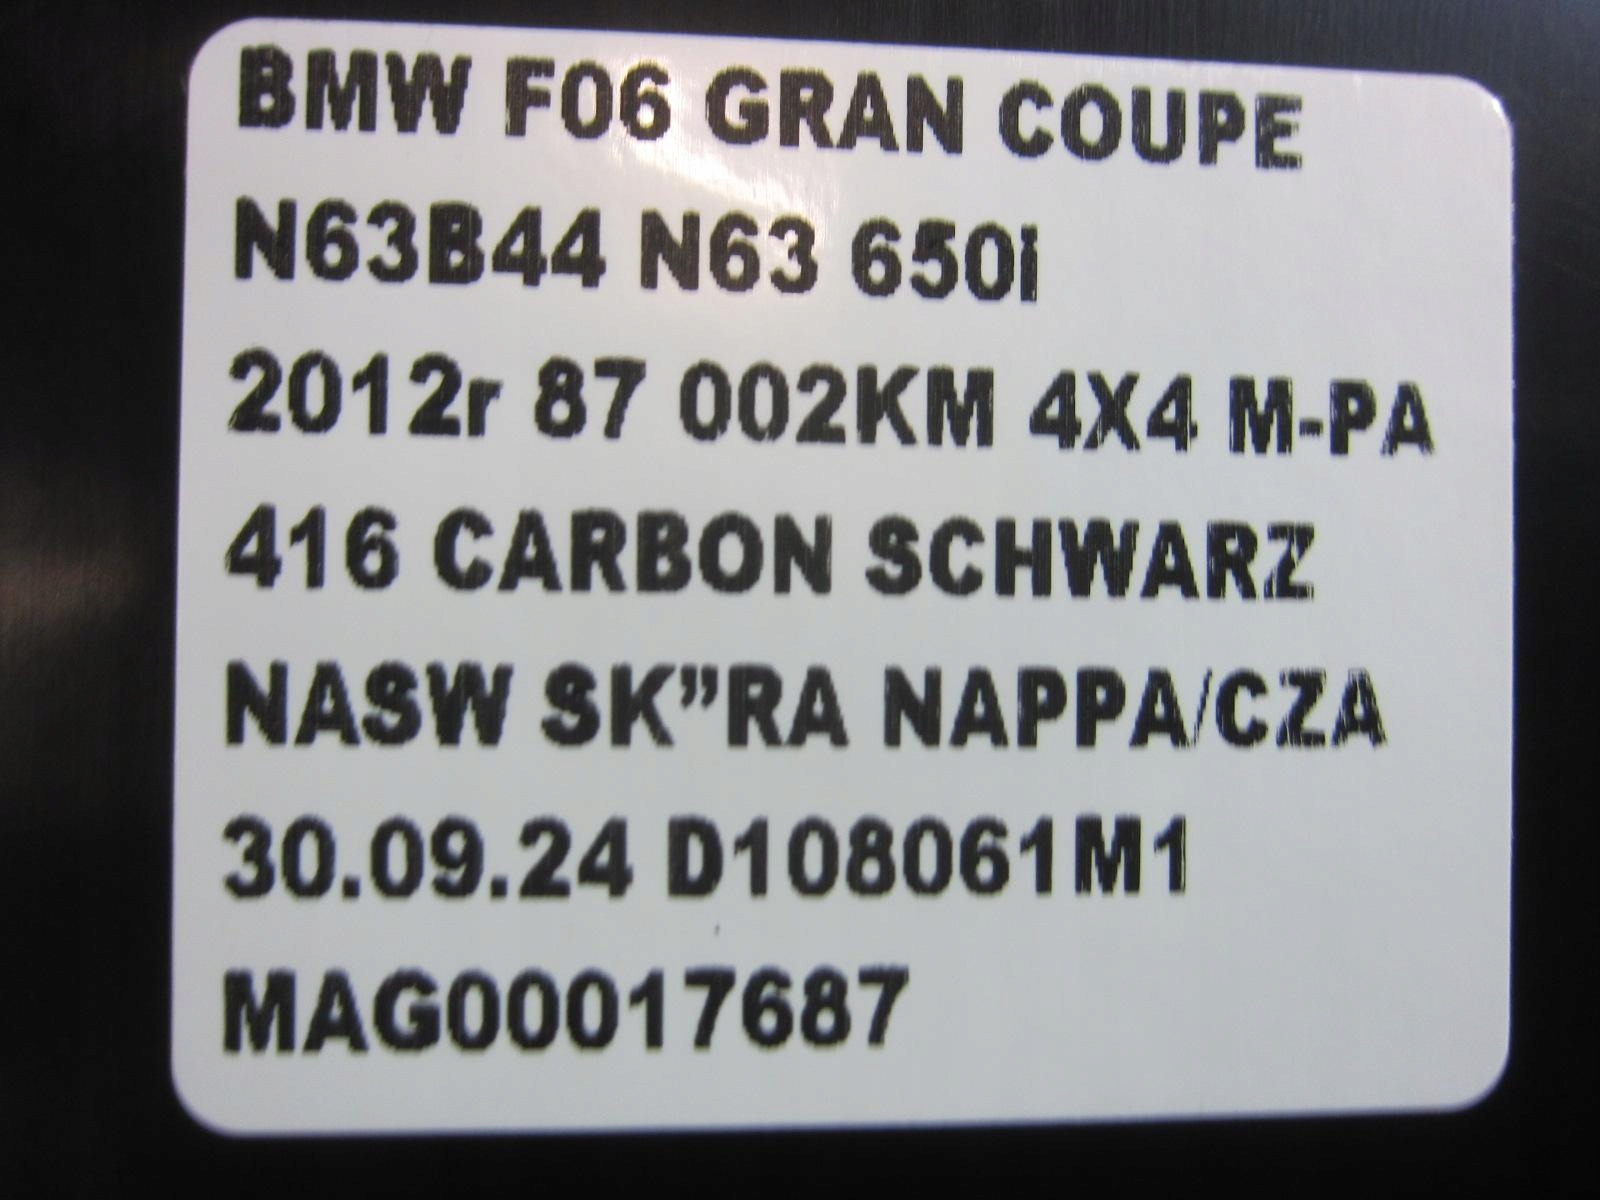 BMW F06 GRAN COUPE
N63B44 N63 650i
2012r 87 002KM 4X4 M-PA
416 CARBON SCHWARZ
NASW SK”RA NAPPA/CZA
30.09.24 D108061M1
MAG00017687